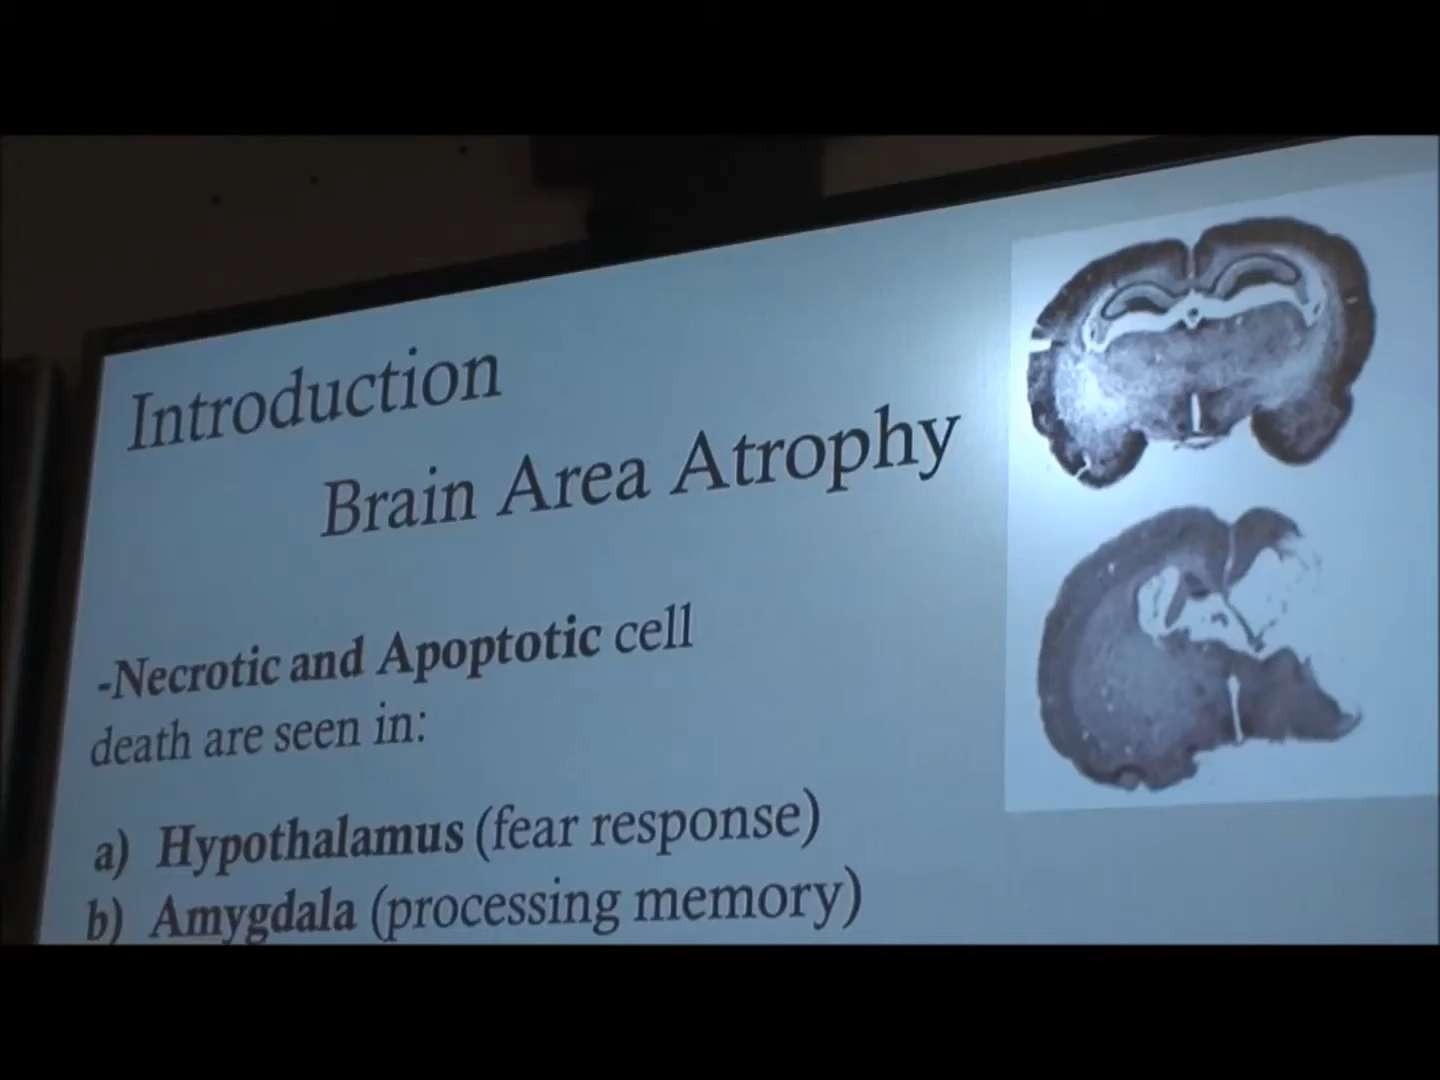 Introduction
Brain Area Atrophy
-Necrotic and Apoptotic cell
death are seen in:
a) Hypothalamus (fear response)
b) Amygdala (processing memory)